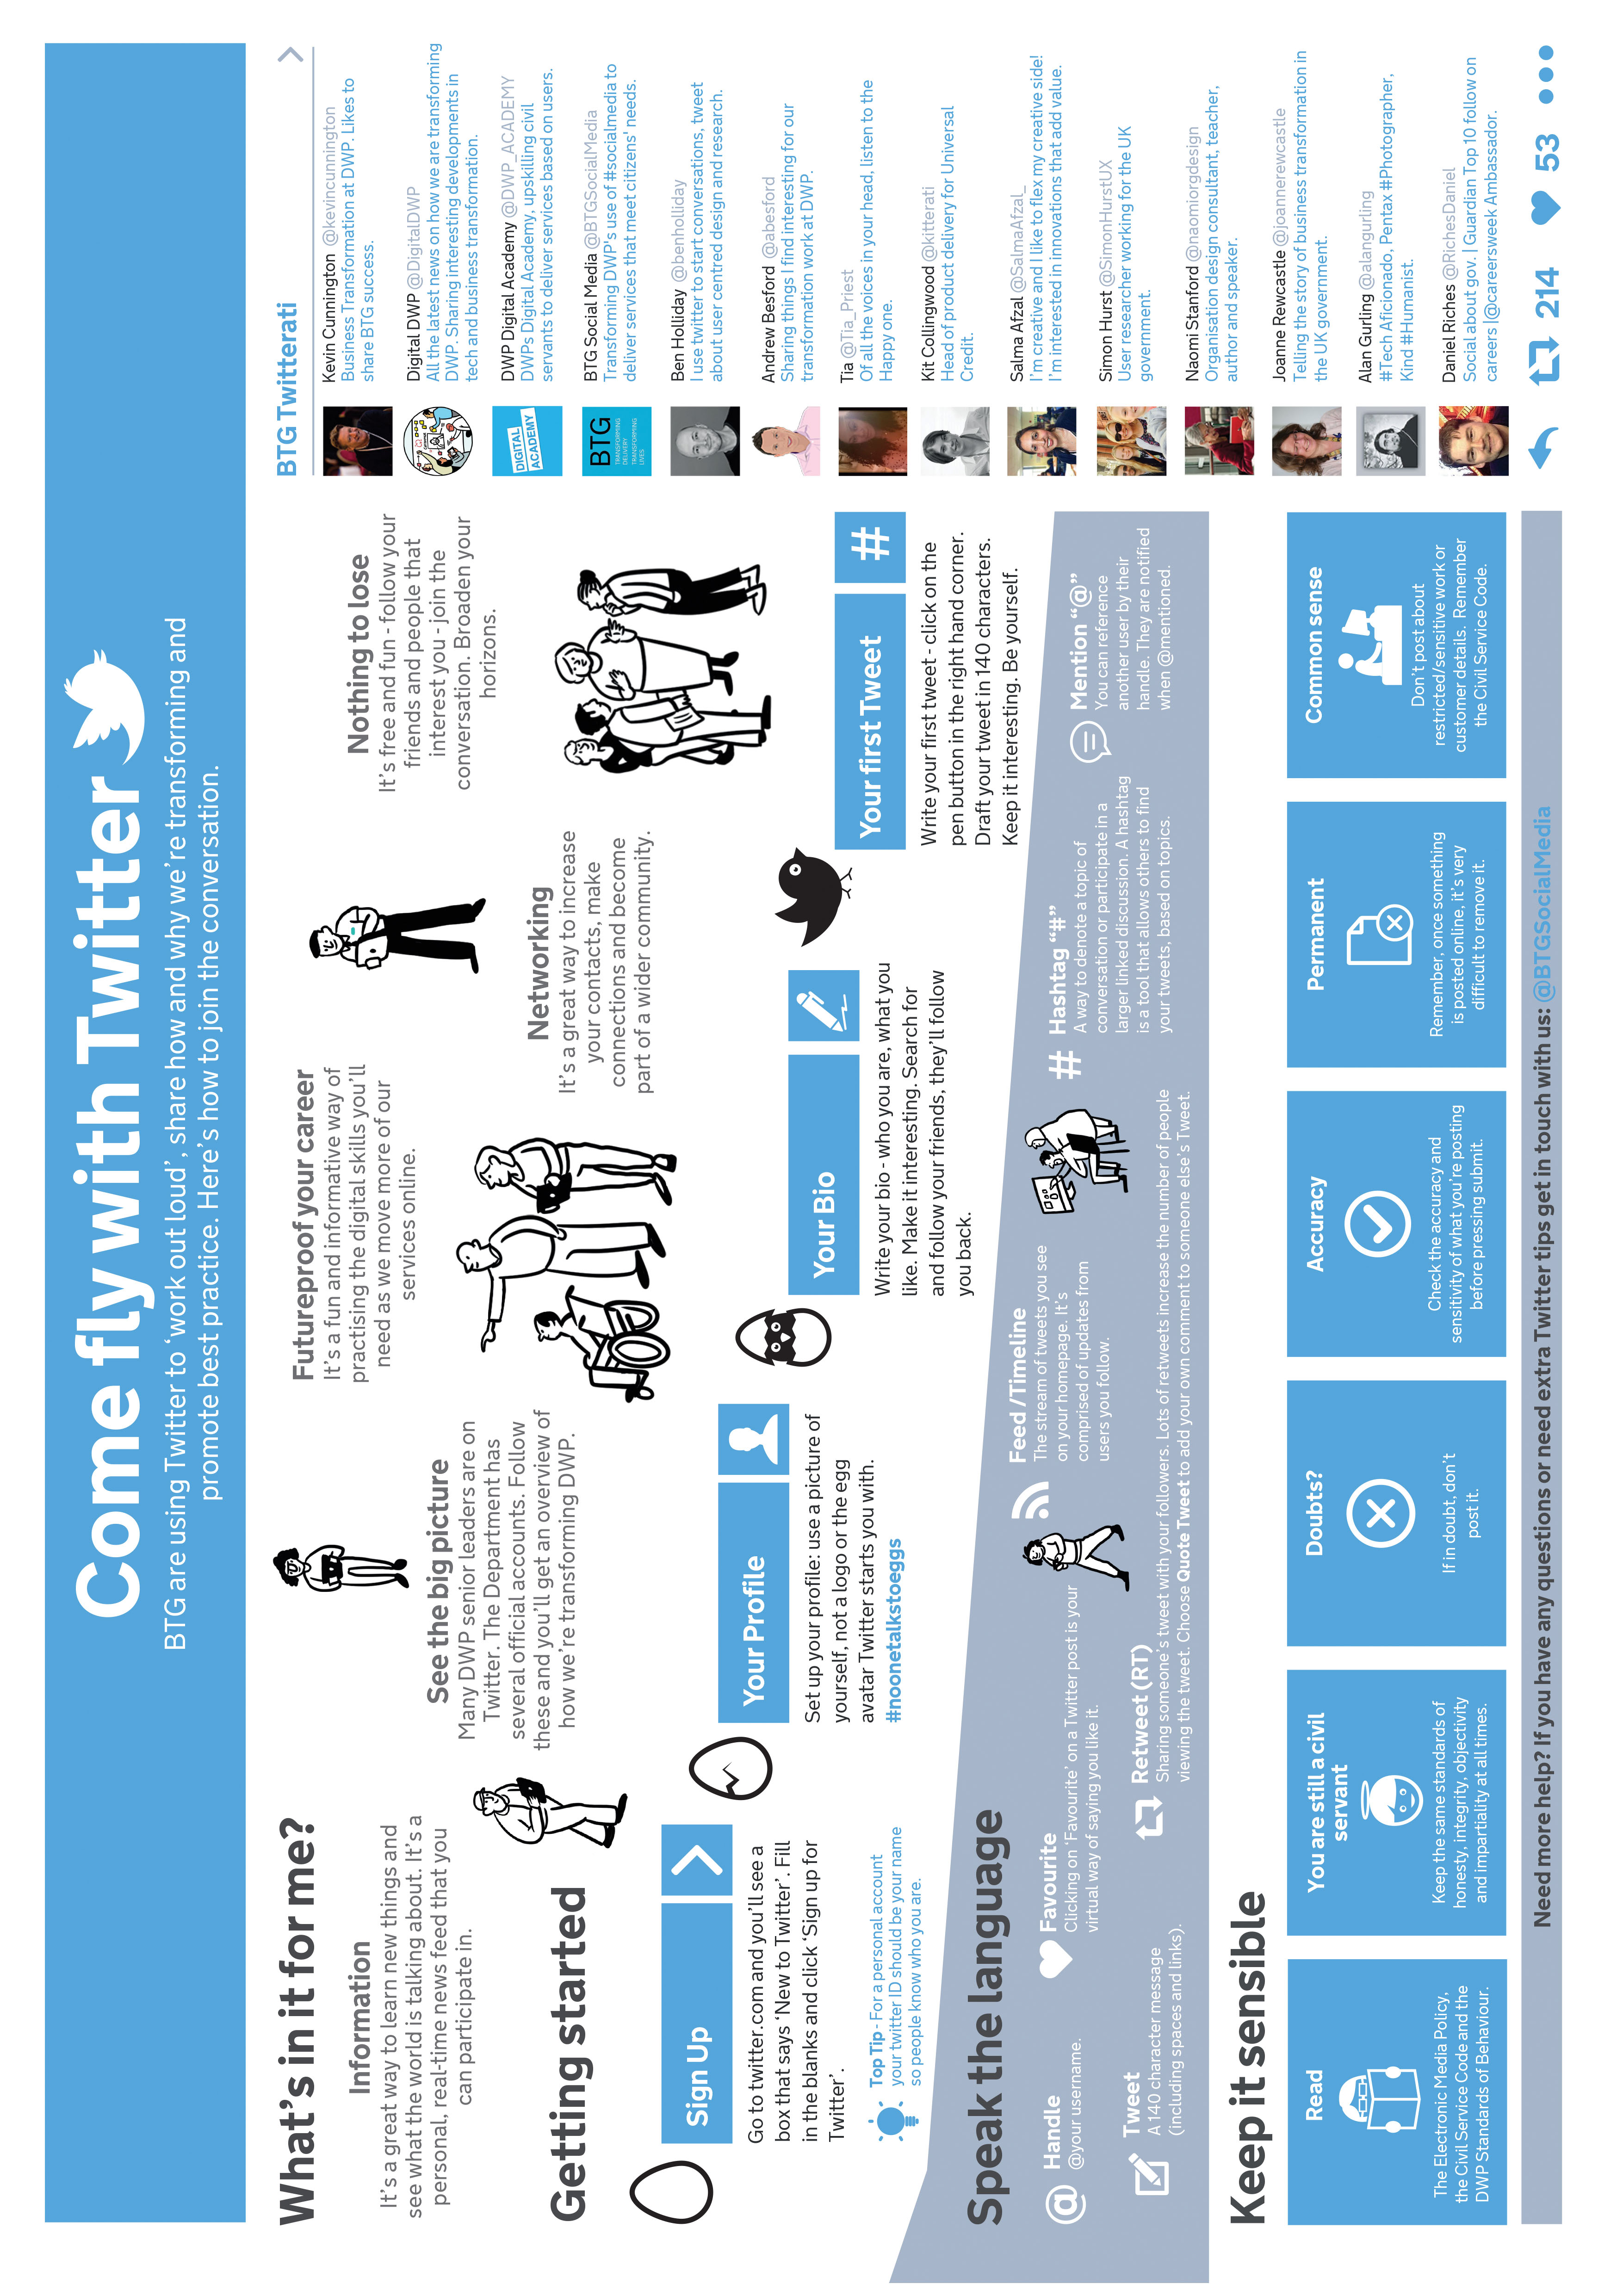 Come fly with Twitter
BTG are using Twitter to ‘work out loud’, share how and why we’re transforming and
promote best practice. Here’s how to join the conversation.
What’s in it for me?
Information
It’s a great way to learn new things and
see what the world is talking about. It’s a
personal, real-time news feed that you
can participate in.
See the big picture
Many DWP senior leaders are on
Twitter. The Department has
several official accounts. Follow
these and you’ll get an overview of
how we’re transforming DWP.
Futureproof your career
It’s a fun and informative way of
practising the digital skills you’ll
need as we move more of our
services online.
Networking
It’s a great way to increase
your contacts, make
connections and become
part of a wider community.
Nothing to lose
It’s free and fun - follow your
friends and people that
interest you - join the
conversation. Broaden your
horizons.
Getting started
Sign Up
Go to twitter.com and you’ll see a
box that says ‘New to Twitter’. Fill
in the blanks and click ‘Sign up for
Twitter’.
Top Tip - For a personal account
your twitter ID should be your name
so people know who you are.
Your Profile
Set up your profile: use a picture of
yourself, not a logo or the egg
avatar Twitter starts you with.
#noonetalkstoeggs
Your Bio
Write your bio - who you are, what you
like. Make it interesting. Search for
and follow your friends, they’ll follow
you back.
Your first Tweet
#
Write your first tweet - click on the
pen button in the right hand corner.
Draft your tweet in 140 characters.
Keep it interesting. Be yourself.
Speak the language
@ Handle
@your username.
Tweet
A 140 character message
(including spaces and links).
Favourite
Clicking on ‘Favourite’ on a Twitter post is your
virtual way of saying you like it.
Retweet (RT)
Sharing someone’s tweet with your followers. Lots of retweets increase the number of people
viewing the tweet. Choose Quote Tweet to add your own comment to someone else’s Tweet.
Feed /Timeline
The stream of tweets you see
on your homepage. It’s
comprised of updates from
users you follow.
# Hashtag “#”
A way to denote a topic of
conversation or participate in a
larger linked discussion. A hashtag
is a tool that allows others to find
your tweets, based on topics.
Mention “@”
You can reference
another user by their
handle. They are notified
when @mentioned.
Keep it sensible
Read
The Electronic Media Policy,
the Civil Service Code and the
DWP Standards of Behaviour.
You are still a civil
servant
Keep the same standards of
honesty, integrity, objectivity
and impartiality at all times.
Doubts?
If in doubt, don’t
post it.
Accuracy
Check the accuracy and
sensitivity of what you’re posting
before pressing submit.
Permanent
Remember, once something
is posted online, it’s very
difficult to remove it.
Common sense
Don’t post about
restricted/sensitive work or
customer details. Remember
the Civil Service Code.
Need more help? If you have any questions or need extra Twitter tips get in touch with us: @BTGSocialMedia
BTG Twitterati
Kevin Cunnington @kevincunnington
Business Transformation at DWP. Likes to
share BTG success.
Digital DWP @DigitalDWP
All the latest news on how we are transforming
DWP. Sharing interesting developments in
tech and business transformation.
DIGITAL
ACADEMY
DWP Digital Academy @DWP_ACADEMY
DWPs Digital Academy, upskilling civil
servants to deliver services based on users.
BTG
TRANSFORMING
DELIVERY
TRANSFORMING
LIVES
BTG Social Media @BTGSocialMedia
Transforming DWP’s use of #socialmedia to
deliver services that meet citizens' needs.
Ben Holliday @benholliday
I use twitter to start conversations, tweet
about user centred design and research.
Andrew Besford @abesford
Sharing things I find interesting for our
transformation work at DWP.
Tia @Tia_Priest
Of all the voices in your head, listen to the
Happy one.
Kit Collingwood @kitterati
Head of product delivery for Universal
Credit.
Salma Afzal @SalmaAfzal_
I’m creative and I like to flex my creative side!
I’m interested in innovations that add value.
Simon Hurst @SimonHurstUX
User researcher working for the UK
government.
Naomi Stanford @naomiorgdesign
Organisation design consultant, teacher,
author and speaker.
Joanne Rewcastle @joannerewcastle
Telling the story of business transformation in
the UK government.
Alan Gurling @alangurling
#Tech Aficionado, Pentax #Photographer,
Kind #Humanist.
Daniel Riches @RichesDaniel
Social about gov. | Guardian Top 10 follow on
careers |@careersweek Ambassador.
214 53